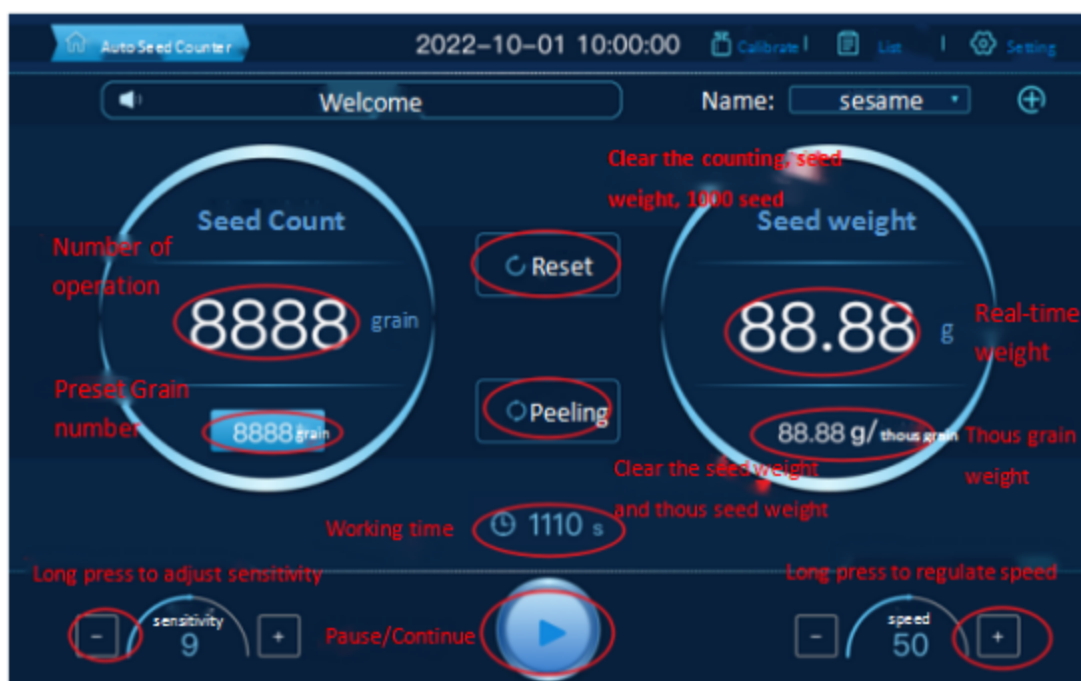 Auto Seed Counter
2022-10-01 10:00:00
Calibrate
List
Setting
Welcome
Name: sesame
Clear the counting, seed
weight, 1000 seed
Seed Count
Seed weight
Number of
operation
8888 grain
Reset
88.88 g
Real-time
weight
Preset Grain
number
8888 grain
Peeling
88.88 g/ thous grain
Thous grain
weight
Clear the seed weight
and thous seed weight
Working time
1110 s
Long press to adjust sensitivity
Long press to regulate speed
- sensitivity +
9
Pause/Continue
- speed +
50